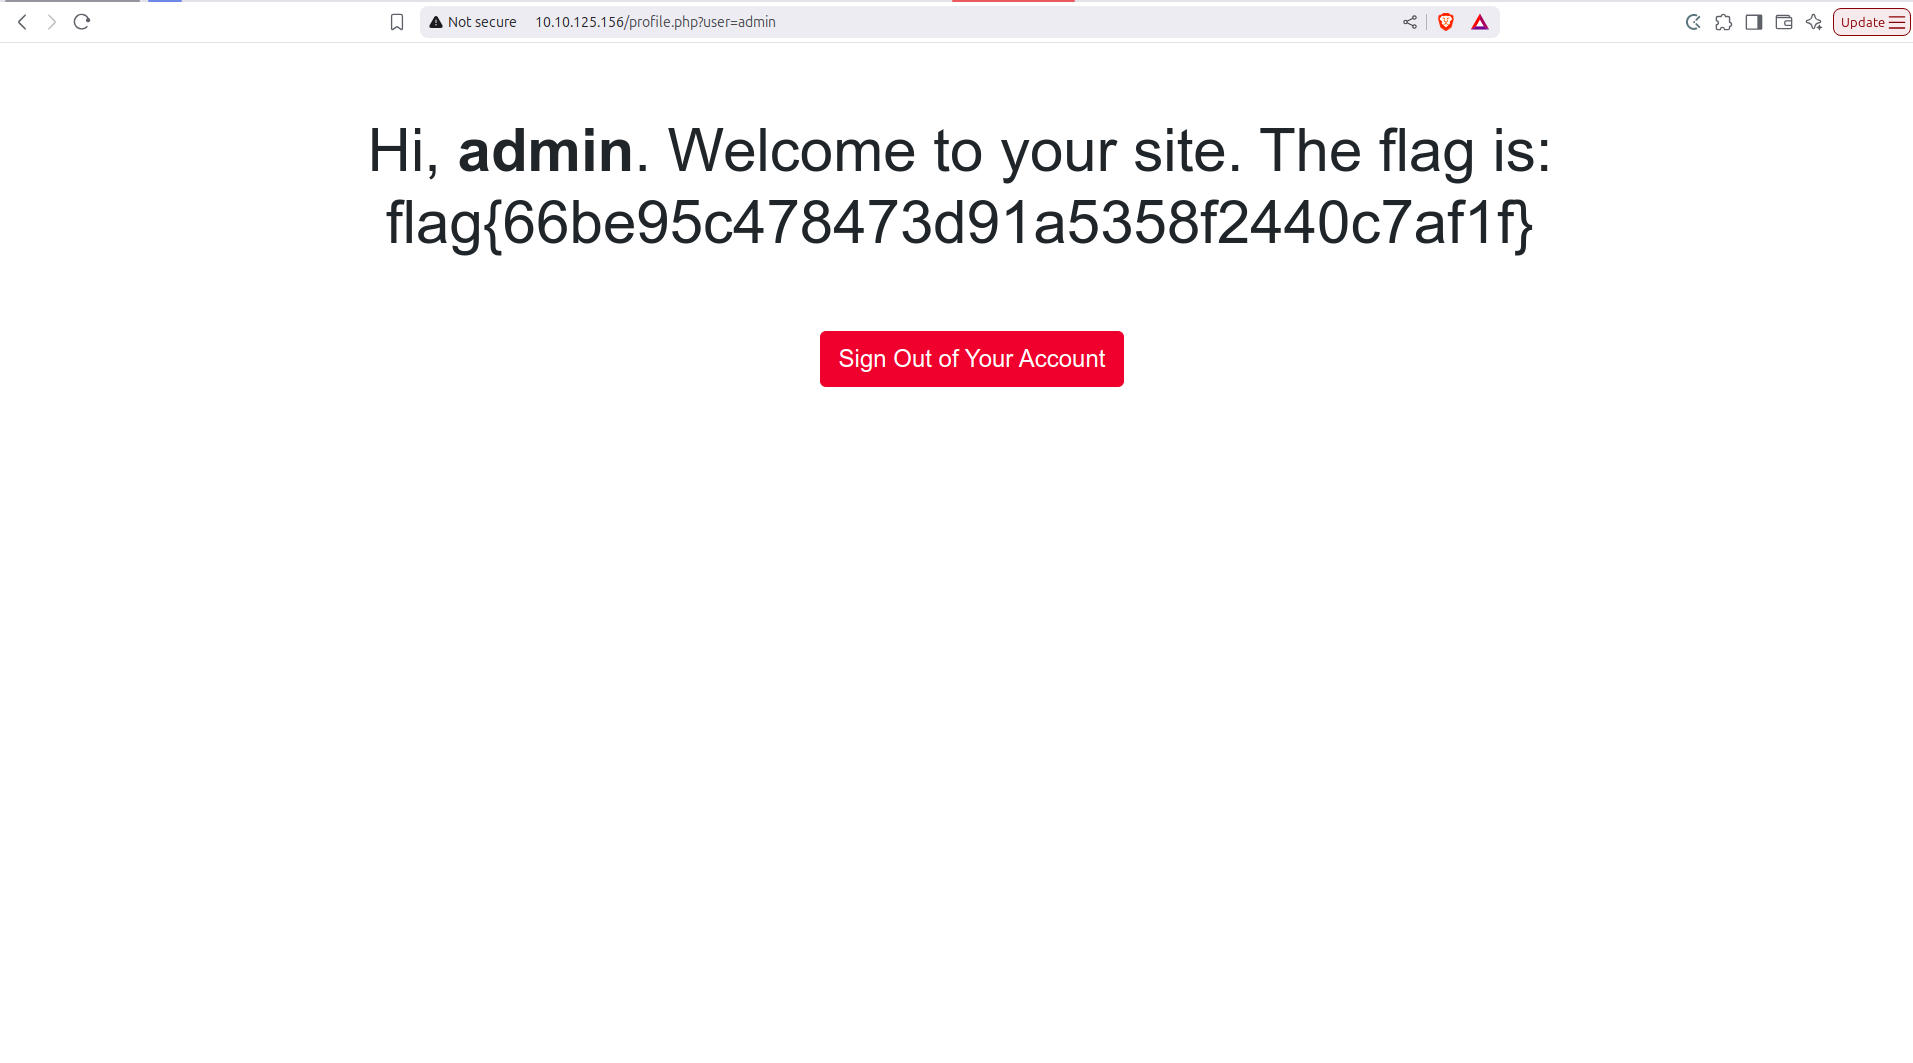 Not secure 10.10.125.156/profile.php?user=admin Update
Hi, admin. Welcome to your site. The flag is:
flag{66be95c478473d91a5358f2440c7af1f}
Sign Out of Your Account